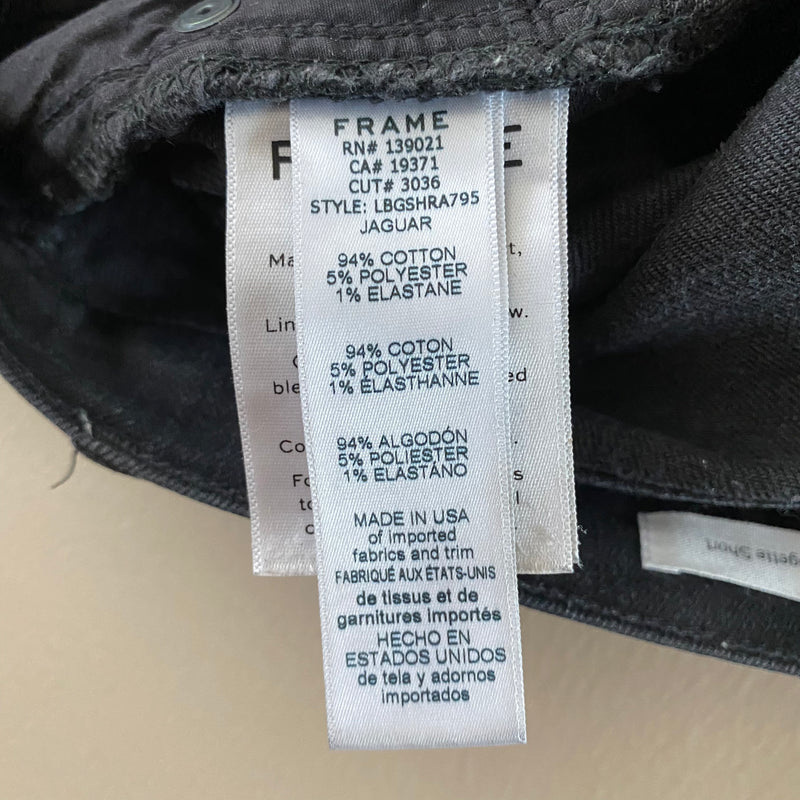 FRAME
RN# 139021
CA# 19371
CUT# 3036
STYLE: LBGSHRA795
JAGUAR
94% COTTON
5% POLYESTER
1% ELASTANE
94% COTON
5% POLYESTER
1% ÉLASTHANNE
94% ALGODÓN
5% POLIESTER
1% ELASTANO
MADE IN USA
of imported
fabrics and trim
FABRIQUÉ AUX ÉTATS-UNIS
de tissus et de
garnitures importés
HECHO EN
ESTADOS UNIDOS
de tela y adornos
importados
Short